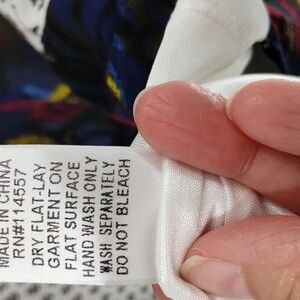 MADE IN CHINA
RN#114557
DRY FLAT-LAY
GARMENT ON
FLAT SURFACE
HAND WASH ONLY
WASH SEPARATELY
DO NOT BLEACH